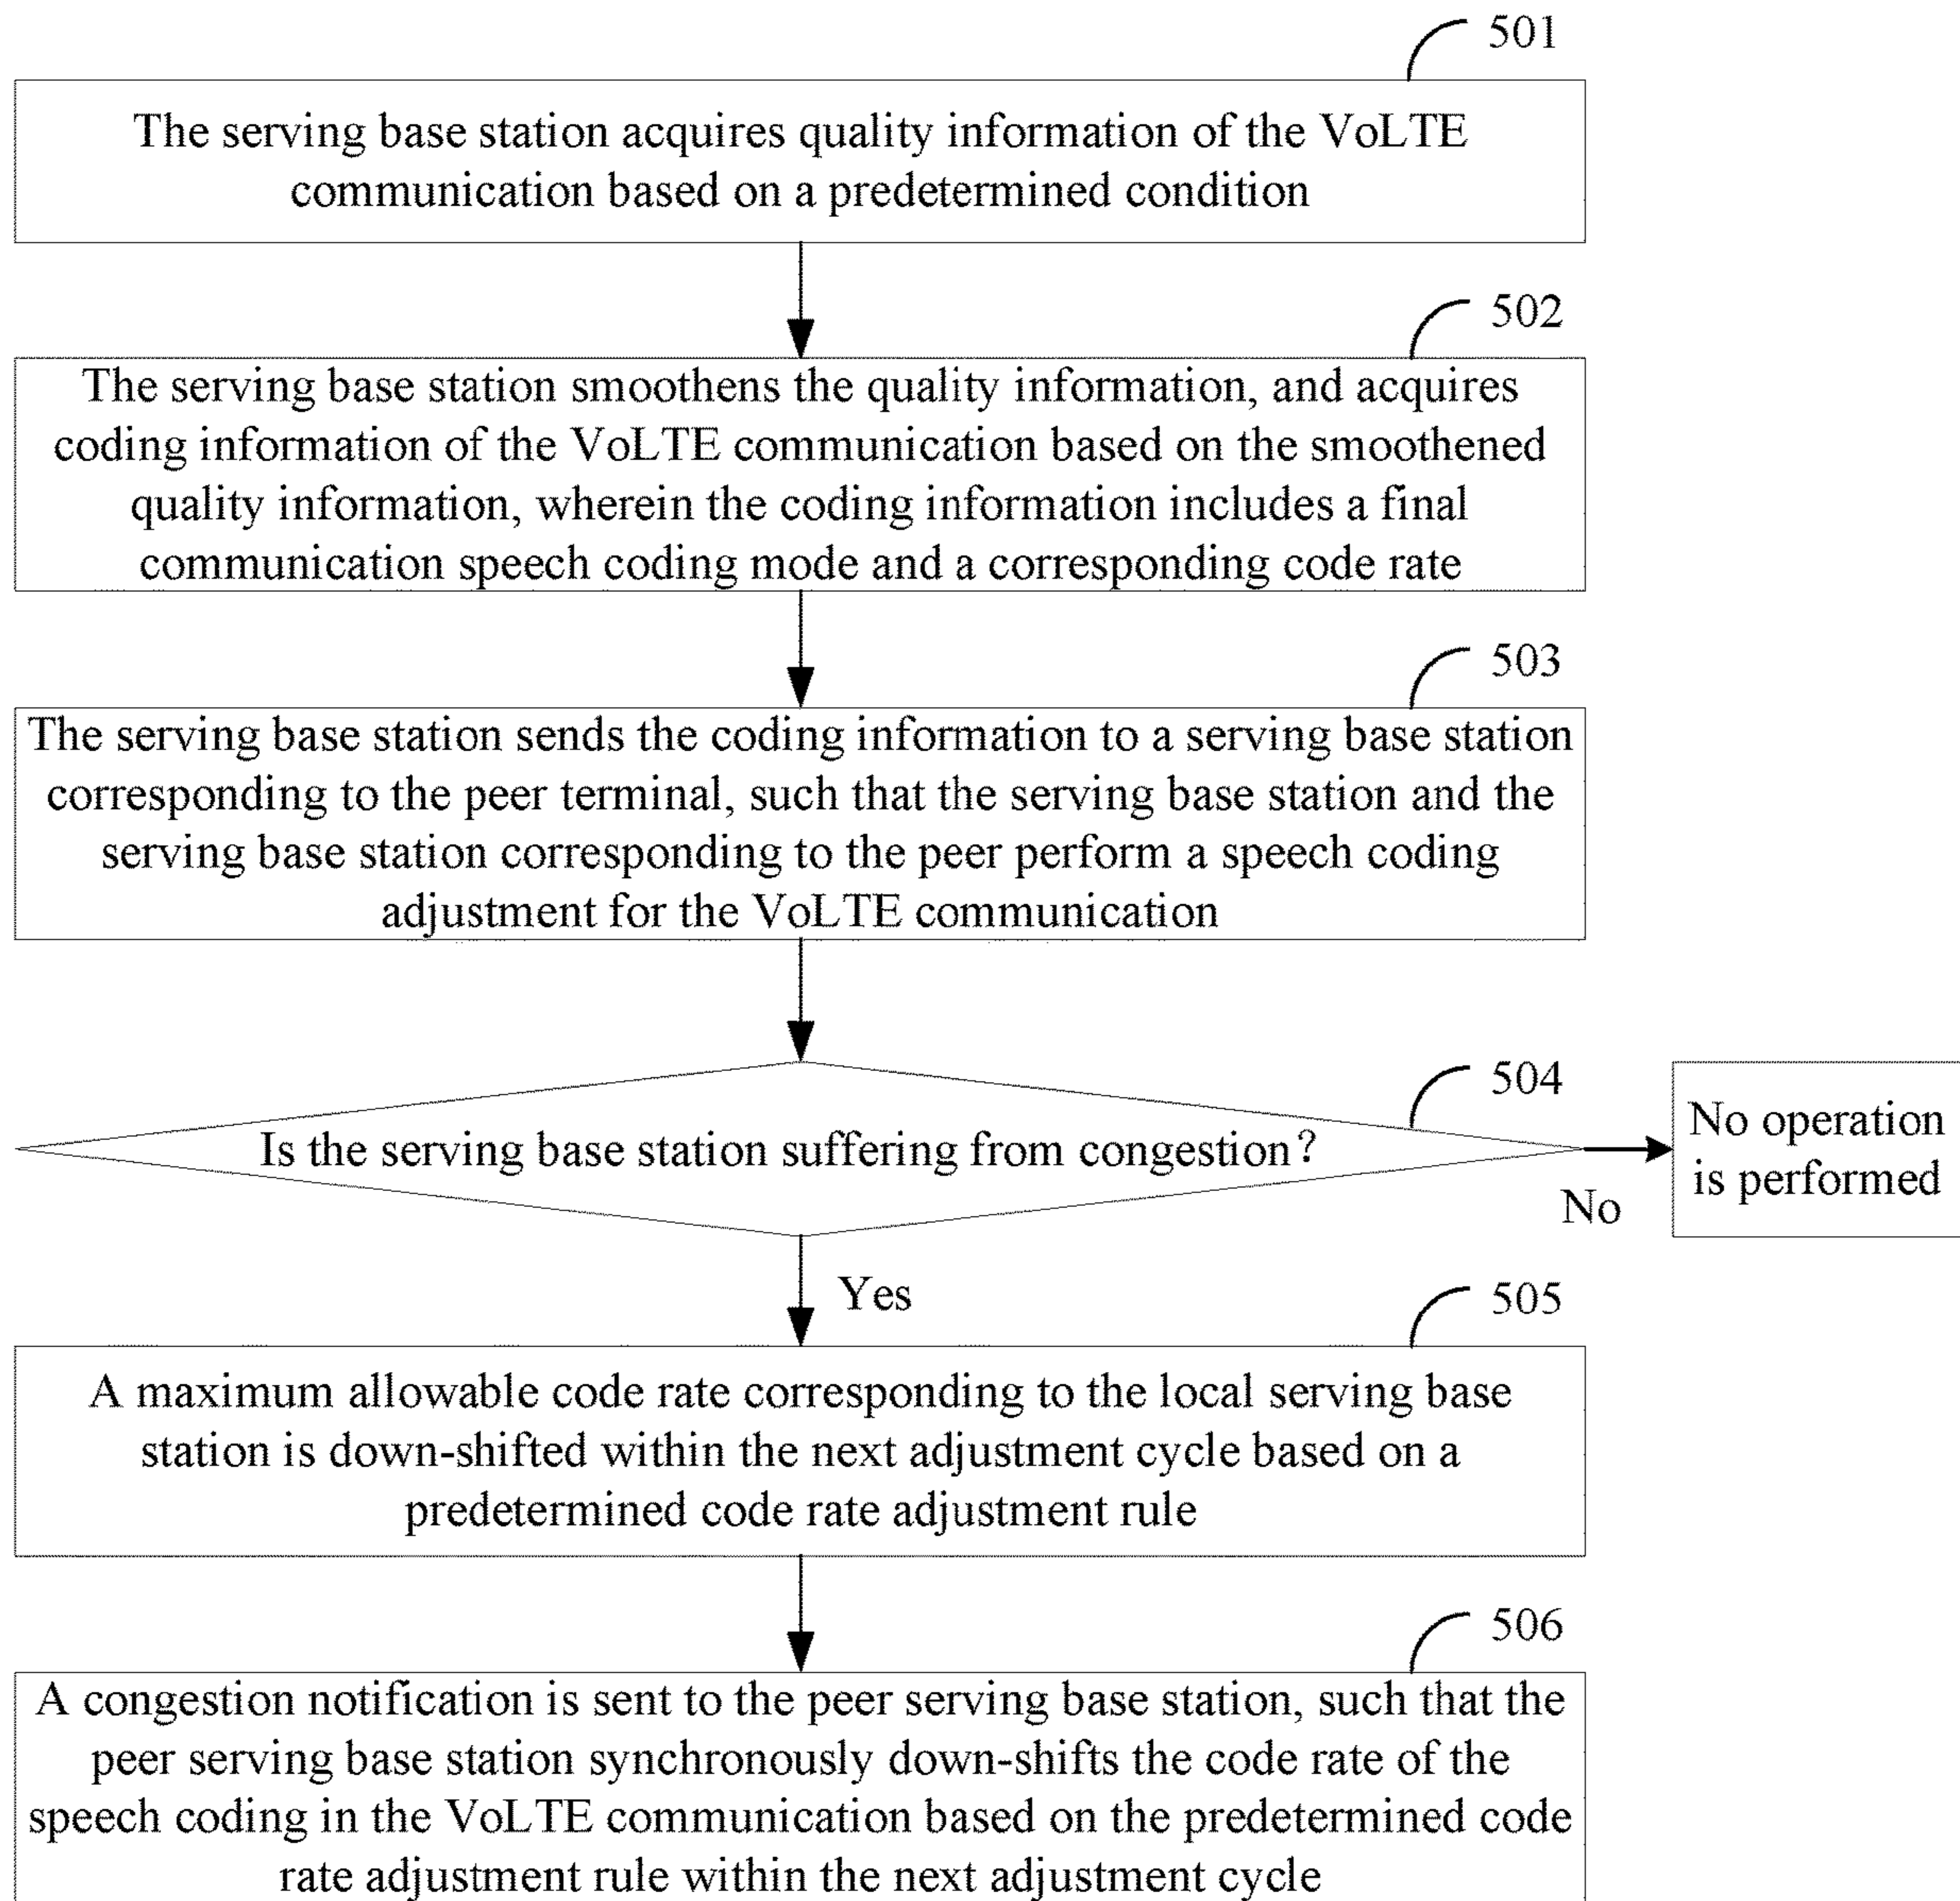 501
The serving base station acquires quality information of the VoLTE
communication based on a predetermined condition
502
The serving base station smoothens the quality information, and acquires
coding information of the VoLTE communication based on the smoothened
quality information, wherein the coding information includes a final
communication speech coding mode and a corresponding code rate
503
The serving base station sends the coding information to a serving base station
corresponding to the peer terminal, such that the serving base station and the
serving base station corresponding to the peer perform a speech coding
adjustment for the VoLTE communication
504
Is the serving base station suffering from congestion?
No
No operation
is performed
Yes
505
A maximum allowable code rate corresponding to the local serving base
station is down-shifted within the next adjustment cycle based on a
predetermined code rate adjustment rule
506
A congestion notification is sent to the peer serving base station, such that the
peer serving base station synchronously down-shifts the code rate of the
speech coding in the VoLTE communication based on the predetermined code
rate adjustment rule within the next adjustment cycle